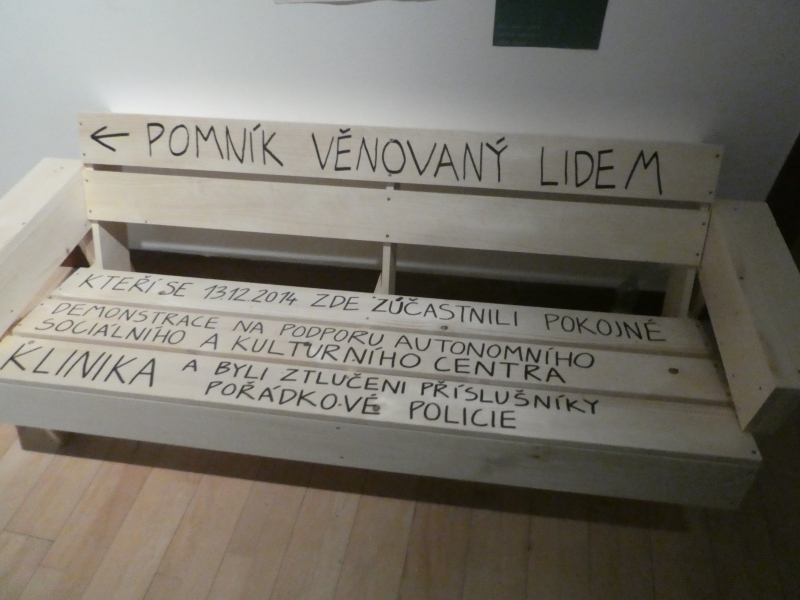 ← POMNÍK VĚNOVANÝ LIDEM
KTEŘÍ SE 13.12.2014 ZDE ZÚČASTNILI POKOJNÉ
DEMONSTRACE NA PODPORU AUTONOMNÍHO
SOCIÁLNÍHO A KULTURNÍHO CENTRA
KLINIKA A BYLI ZTLUČENI PŘÍSLUŠNÍKY
POŘÁDKOVÉ POLICIE